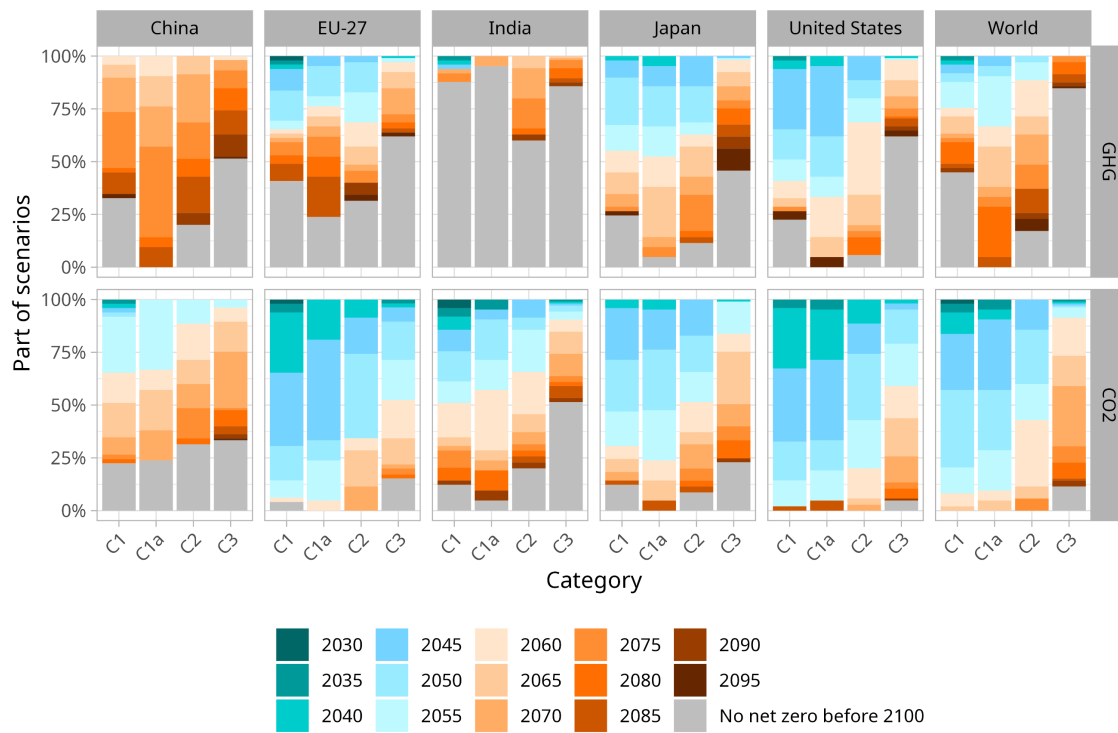 China EU-27 India Japan United States World
100%
75%
50%
25%
0%
GHG
100%
75%
50%
25%
0%
CO2
Part of scenarios
C1 C1a C2 C3 C1 C1a C2 C3 C1 C1a C2 C3 C1 C1a C2 C3 C1 C1a C2 C3 C1 C1a C2 C3
Category
2030 2045 2060 2075 2090
2035 2050 2065 2080 2095
2040 2055 2070 2085 No net zero before 2100